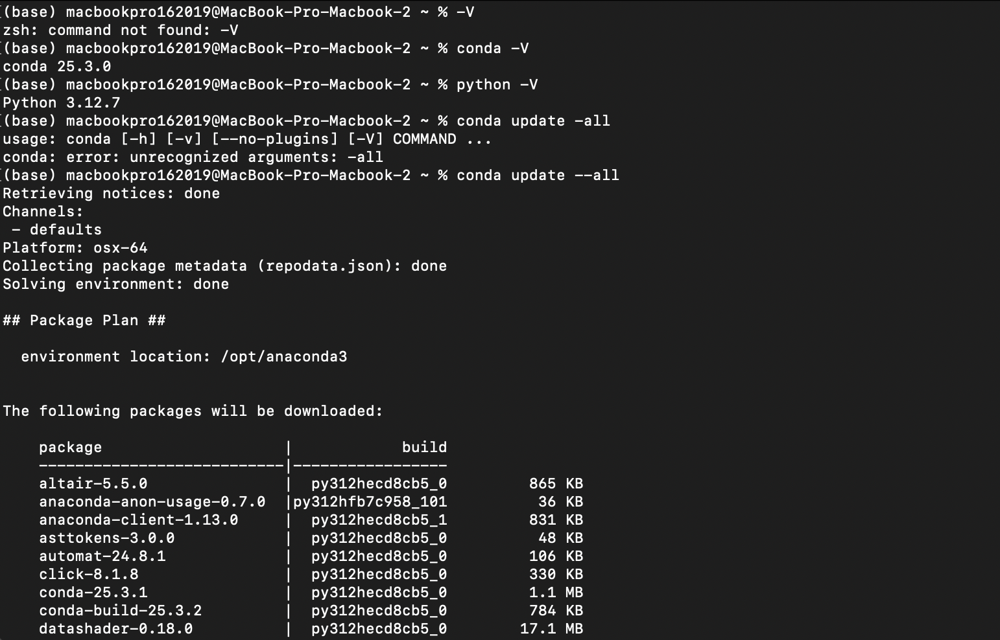 (base) macbookpro162019@MacBook-Pro-Macbook-2 ~ % -V
zsh: command not found: -V
(base) macbookpro162019@MacBook-Pro-Macbook-2 ~ % conda -V
conda 25.3.0
(base) macbookpro162019@MacBook-Pro-Macbook-2 ~ % python -V
Python 3.12.7
(base) macbookpro162019@MacBook-Pro-Macbook-2 ~ % conda update -all
usage: conda [-h] [-v] [--no-plugins] [-V] COMMAND ...
conda: error: unrecognized arguments: -all
(base) macbookpro162019@MacBook-Pro-Macbook-2 ~ % conda update --all
Retrieving notices: done
Channels:
 - defaults
Platform: osx-64
Collecting package metadata (repodata.json): done
Solving environment: done

## Package Plan ##

  environment location: /opt/anaconda3


The following packages will be downloaded:

    package                    |            build
    ---------------------------|-----------------
    altair-5.5.0               |  py312hecd8cb5_0         865 KB
    anaconda-anon-usage-0.7.0  |py312hfb7c958_101          36 KB
    anaconda-client-1.13.0     |  py312hecd8cb5_1         831 KB
    asttokens-3.0.0            |  py312hecd8cb5_0          48 KB
    automat-24.8.1             |  py312hecd8cb5_0         106 KB
    click-8.1.8                |  py312hecd8cb5_0         330 KB
    conda-25.3.1               |  py312hecd8cb5_0         1.1 MB
    conda-build-25.3.2         |  py312hecd8cb5_0         784 KB
    datashader-0.18.0          |  py312hecd8cb5_0        17.1 MB